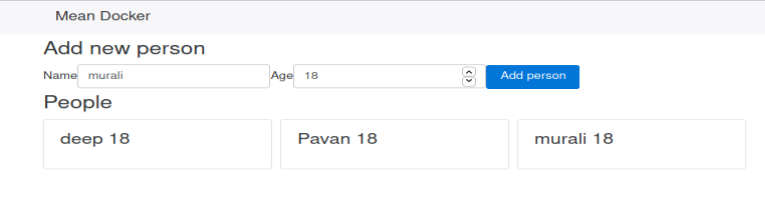 Mean Docker
Add new person
Name murali Age 18 Add person
People
deep 18 Pavan 18 murali 18